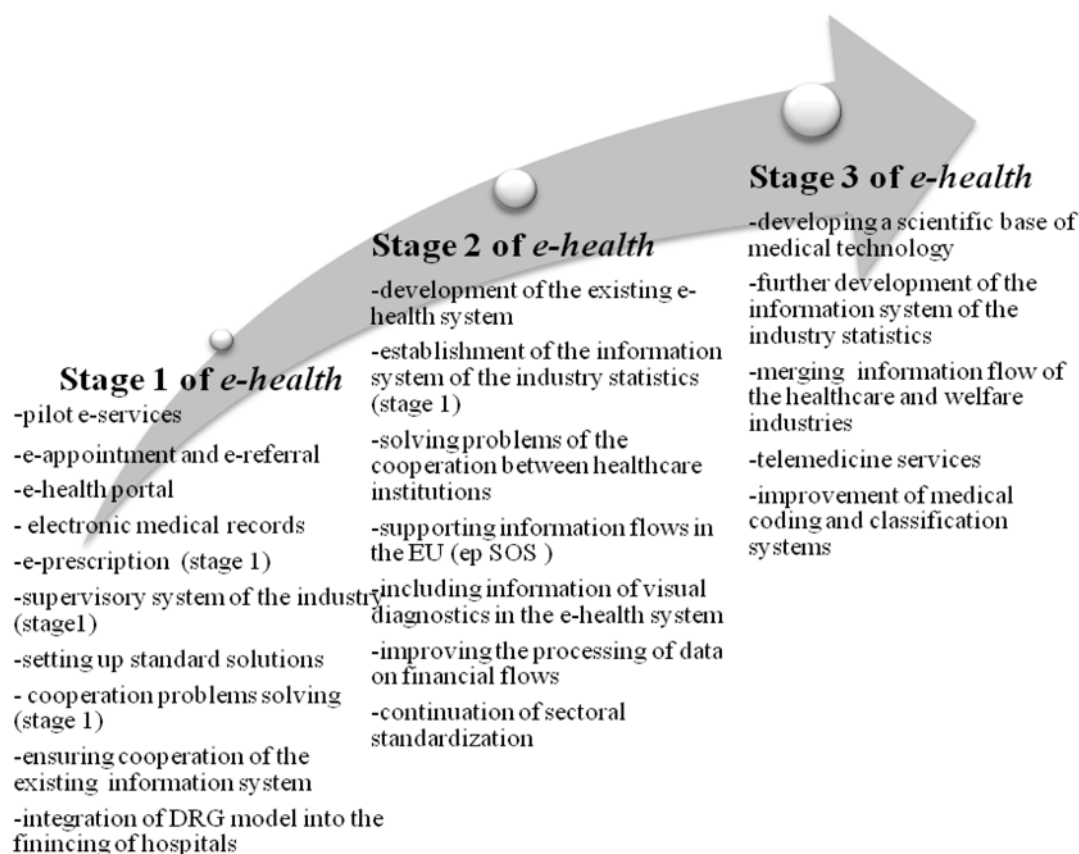 Stage 1 of e-health
-pilot e-services
-e-appointment and e-referral
-e-health portal
- electronic medical records
-e-prescription (stage 1)
-supervisory system of the industry
(stage1)
-setting up standard solutions
- cooperation problems solving
(stage 1)
-ensuring cooperation of the
existing information system
-integration of DRG model into the
finincing of hospitals
Stage 2 of e-health
-development of the existing e-
health system
-establishment of the information
system of the industry statistics
(stage 1)
-solving problems of the
cooperation between healthcare
institutions
-supporting information flows in
the EU (ep SOS )
-including information of visual
diagnostics in the e-health system
-improving the processing of data
on financial flows
-continuation of sectoral
standardization
Stage 3 of e-health
-developing a scientific base of
medical technology
-further development of the
information system of the
industry statistics
-merging information flow of
the healthcare and welfare
industries
-telemedicine services
-improvement of medical
coding and classification
systems